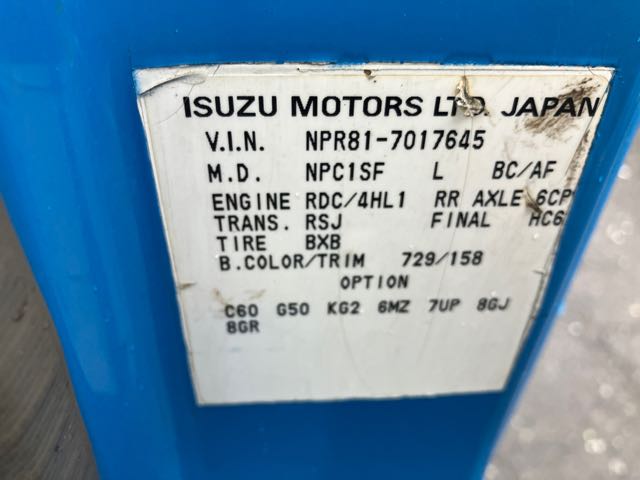 ISUZU MOTORS LTD. JAPAN
V.I.N. NPR81-7017645
M.D. NPC1SF L BC/AF
ENGINE RDC/4HL1 RR AXLE 6CP
TRANS. RSJ FINAL HC6
TIRE BXB
B.COLOR/TRIM 729/158
OPTION
C60 G50 KG2 6MZ 7UP 8GJ
8GR